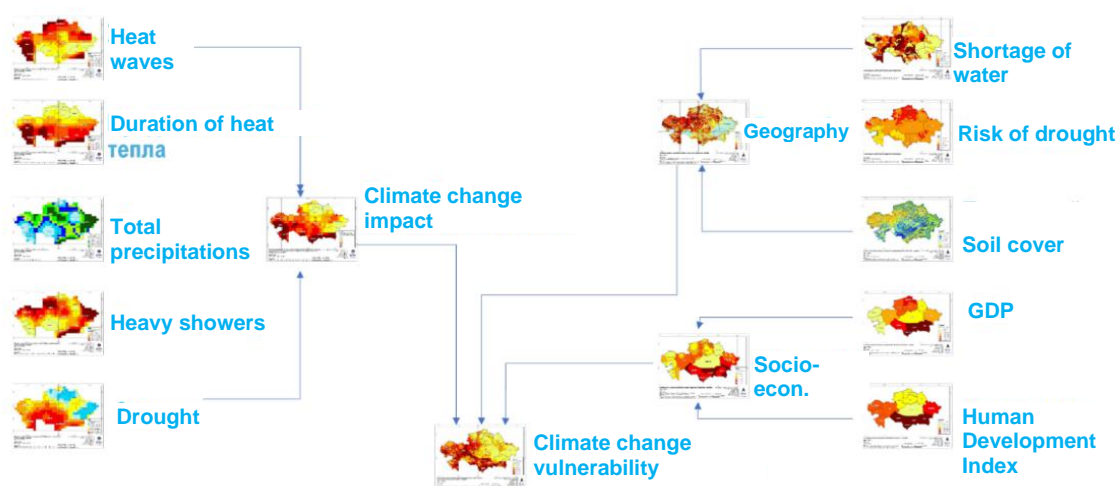 Heat
waves
Duration of heat
тепла
Total
precipitations
Heavy showers
Drought
Climate change
impact
Geography
Socio-
econ.
Climate change
vulnerability
Shortage of
water
Risk of drought
Soil cover
GDP
Human
Development
Index